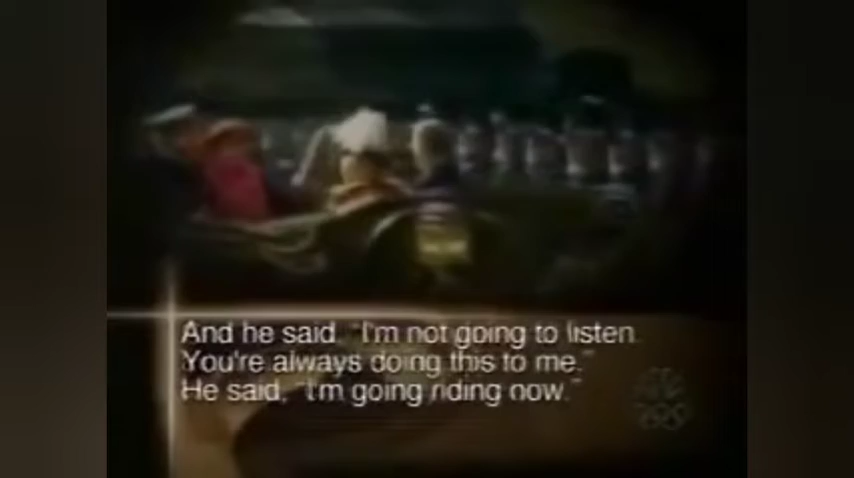 And he said, "I'm not going to listen.
You're always doing this to me."
He said, "I'm going riding now."